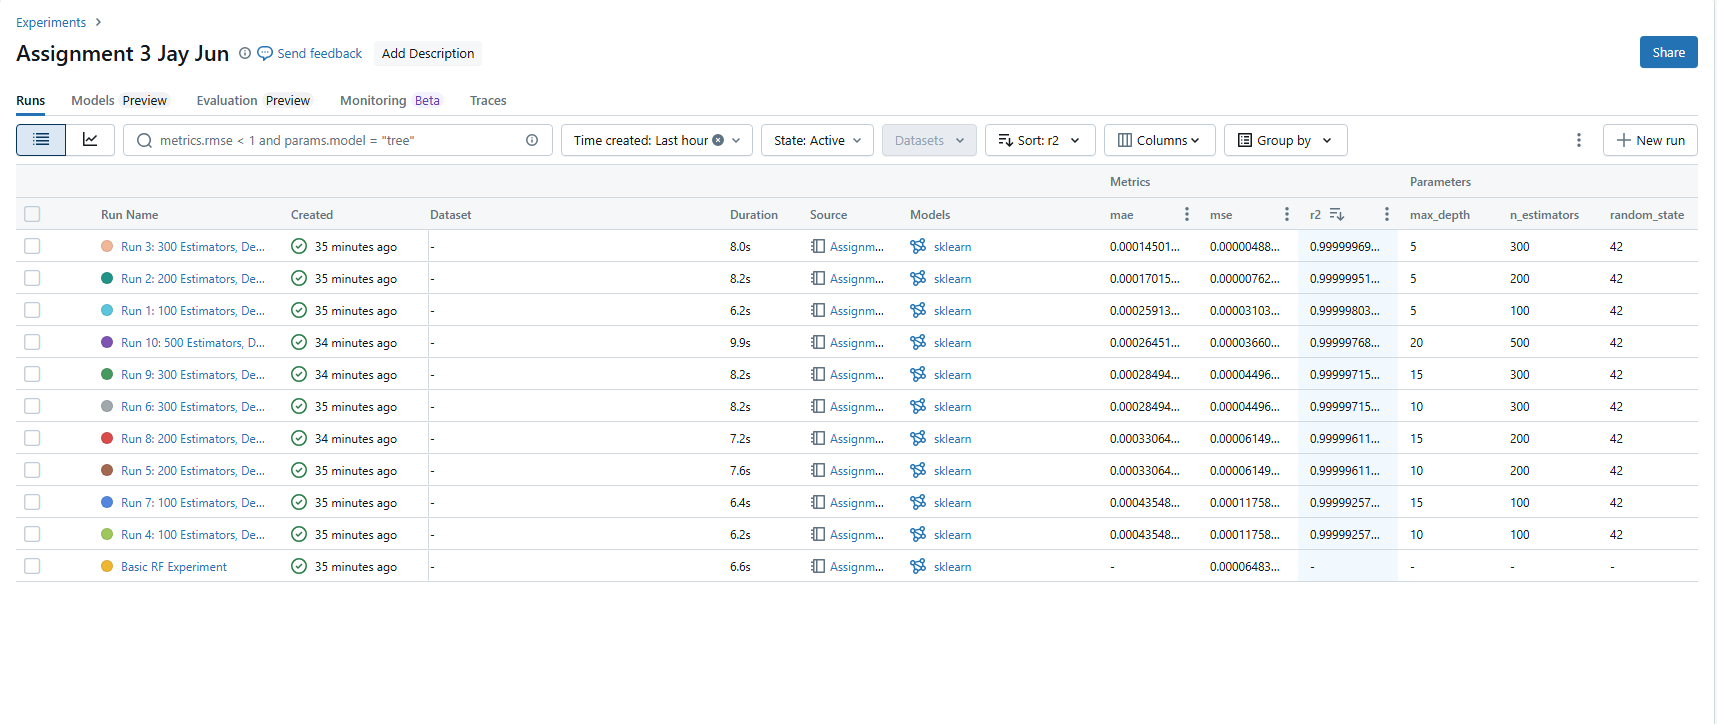 Experiments
Assignment 3 Jay Jun Send feedback Add Description Share
Runs Models Preview Evaluation Preview Monitoring Beta Traces
metrics.rmse < 1 and params.model = "tree" Time created: Last hour State: Active Datasets Sort: r2 Columns Group by New run
Metrics Parameters
Run Name Created Dataset Duration Source Models mae mse r2 max_depth n_estimators random_state
Run 3: 300 Estimators, De... 35 minutes ago - 8.0s Assignm... sklearn 0.00014501... 0.00000488... 0.99999969... 5 300 42
Run 2: 200 Estimators, De... 35 minutes ago - 8.2s Assignm... sklearn 0.00017015... 0.00000762... 0.99999951... 5 200 42
Run 1: 100 Estimators, De... 35 minutes ago - 6.2s Assignm... sklearn 0.00025913... 0.00003103... 0.99999803... 5 100 42
Run 10: 500 Estimators, D... 34 minutes ago - 9.9s Assignm... sklearn 0.00026451... 0.00003660... 0.99999768... 20 500 42
Run 9: 300 Estimators, De... 34 minutes ago - 8.2s Assignm... sklearn 0.00028494... 0.00004496... 0.99999715... 15 300 42
Run 6: 300 Estimators, De... 35 minutes ago - 8.2s Assignm... sklearn 0.00028494... 0.00004496... 0.99999715... 10 300 42
Run 8: 200 Estimators, De... 34 minutes ago - 7.2s Assignm... sklearn 0.00033064... 0.00006149... 0.99999611... 15 200 42
Run 5: 200 Estimators, De... 35 minutes ago - 7.6s Assignm... sklearn 0.00033064... 0.00006149... 0.99999611... 10 200 42
Run 7: 100 Estimators, De... 35 minutes ago - 6.4s Assignm... sklearn 0.00043548... 0.00011758... 0.99999257... 15 100 42
Run 4: 100 Estimators, De... 35 minutes ago - 6.2s Assignm... sklearn 0.00043548... 0.00011758... 0.99999257... 10 100 42
Basic RF Experiment 35 minutes ago - 6.6s Assignm... sklearn - 0.00006483... - - - -